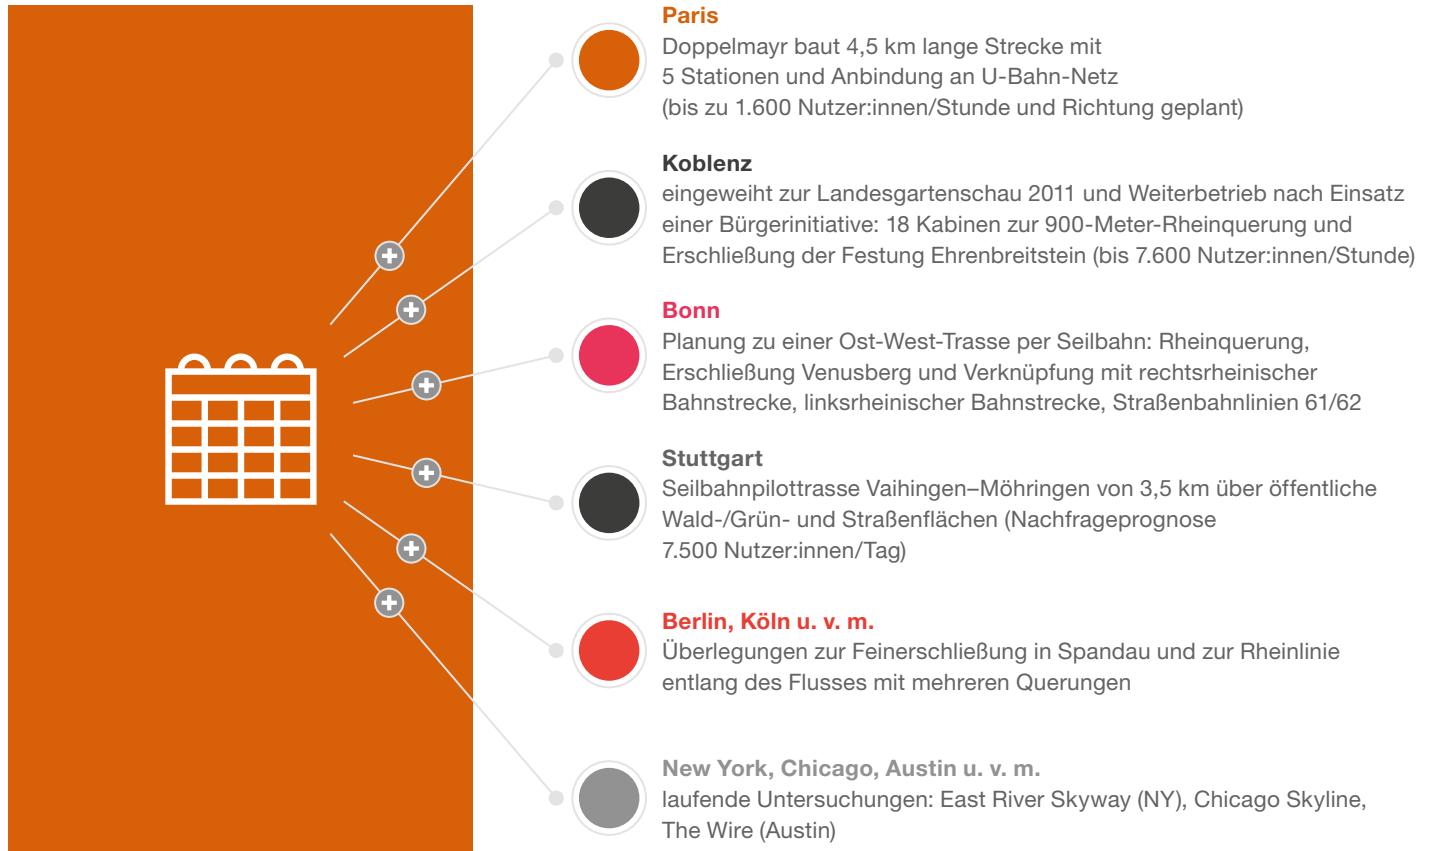 Paris
Doppelmayr baut 4,5 km lange Strecke mit
5 Stationen und Anbindung an U-Bahn-Netz
(bis zu 1.600 Nutzer:innen/Stunde und Richtung geplant)
Koblenz
eingeweiht zur Landesgartenschau 2011 und Weiterbetrieb nach Einsatz
einer Bürgerinitiative: 18 Kabinen zur 900-Meter-Rheinquerung und
Erschließung der Festung Ehrenbreitstein (bis 7.600 Nutzer:innen/Stunde)
Bonn
Planung zu einer Ost-West-Trasse per Seilbahn: Rheinquerung,
Erschließung Venusberg und Verknüpfung mit rechtsrheinischer
Bahnstrecke, linksrheinischer Bahnstrecke, Straßenbahnlinien 61/62
Stuttgart
Seilbahnpilottrasse Vaihingen–Möhringen von 3,5 km über öffentliche
Wald-/Grün- und Straßenflächen (Nachfrageprognose
7.500 Nutzer:innen/Tag)
Berlin, Köln u. v. m.
Überlegungen zur Feinerschließung in Spandau und zur Rheinlinie
entlang des Flusses mit mehreren Querungen
New York, Chicago, Austin u. v. m.
laufende Untersuchungen: East River Skyway (NY), Chicago Skyline,
The Wire (Austin)